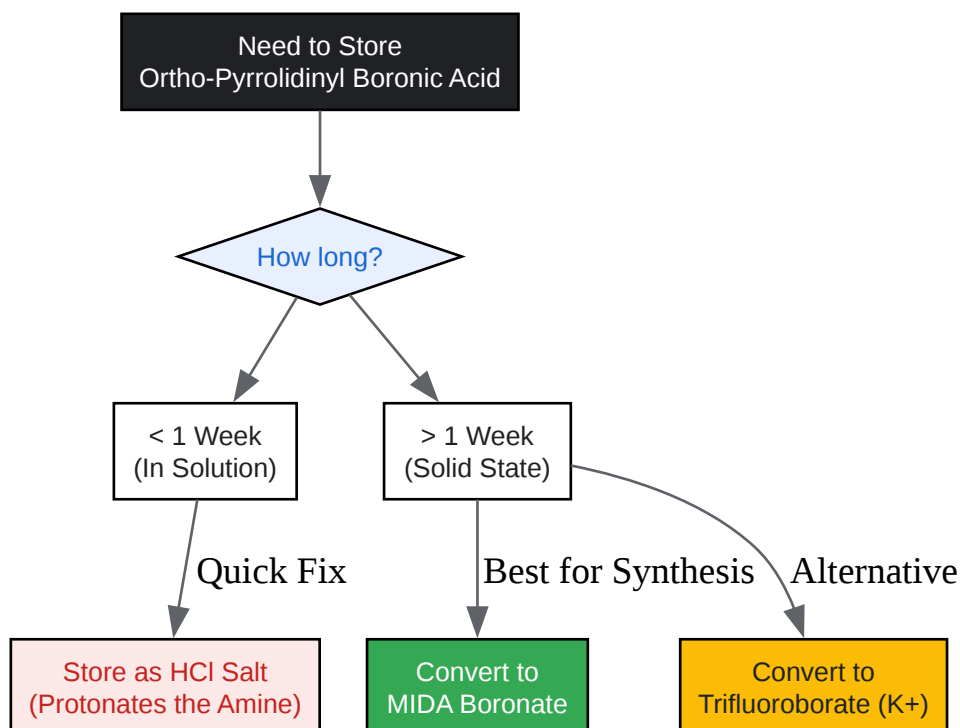 Need to Store
Ortho-Pyrrolidinyl Boronic Acid
How long?
< 1 Week
(In Solution)
> 1 Week
(Solid State)
Quick Fix
Best for Synthesis
Alternative
Store as HCl Salt
(Protonates the Amine)
Convert to
MIDA Boronate
Convert to
Trifluoroborate (K+)